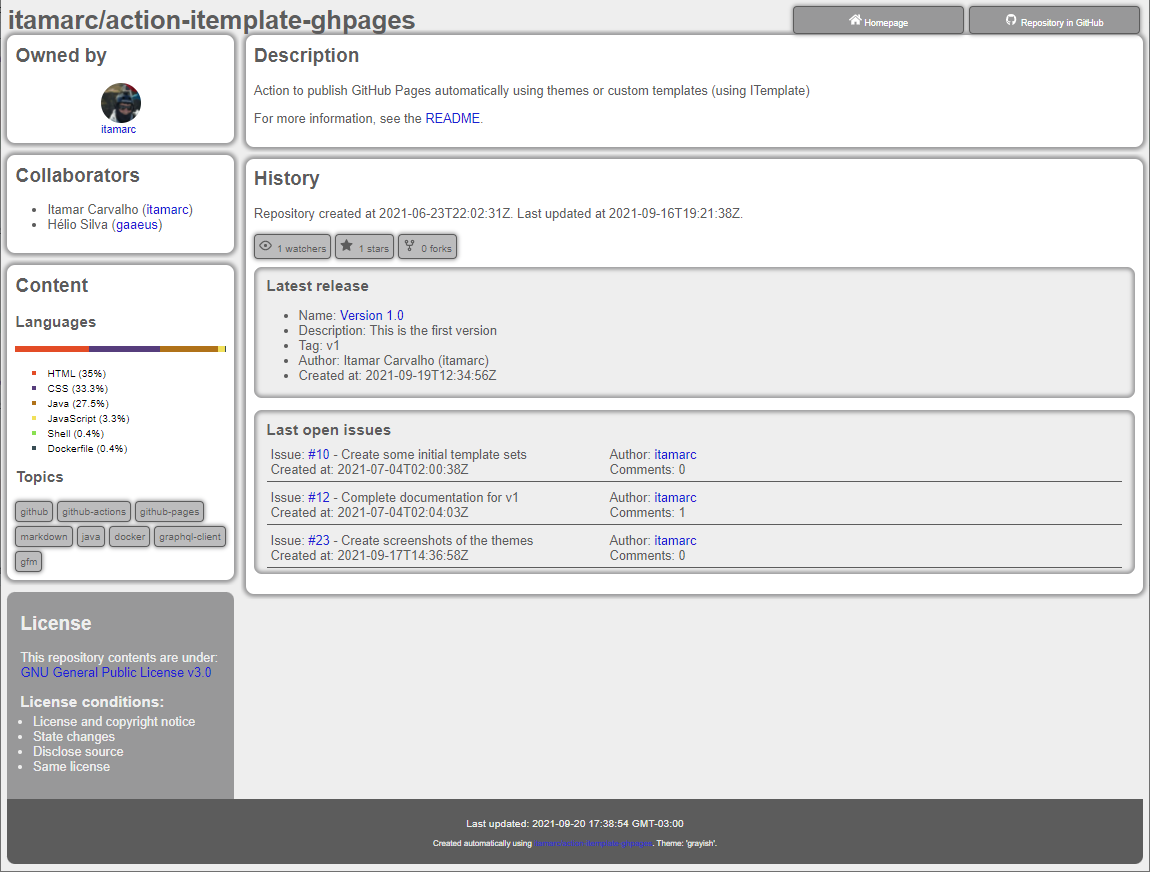 itamarc/action-itemplate-ghpages
Homepage
Repository in GitHub
Owned by
itamarc
Collaborators
Itamar Carvalho (itamarc)
Hélio Silva (gaaeus)
Content
Languages
HTML (35%)
CSS (33.3%)
Java (27.5%)
JavaScript (3.3%)
Shell (0.4%)
Dockerfile (0.4%)
Topics
github github-actions github-pages
markdown java docker graphql-client
gfm
License
This repository contents are under:
GNU General Public License v3.0
License conditions:
License and copyright notice
State changes
Disclose source
Same license
Description
Action to publish GitHub Pages automatically using themes or custom templates (using ITemplate)
For more information, see the README.
History
Repository created at 2021-06-23T22:02:31Z. Last updated at 2021-09-16T19:21:38Z.
1 watchers 1 stars 0 forks
Latest release
Name: Version 1.0
Description: This is the first version
Tag: v1
Author: Itamar Carvalho (itamarc)
Created at: 2021-09-19T12:34:56Z
Last open issues
Issue: #10 - Create some initial template sets Author: itamarc
Created at: 2021-07-04T02:00:38Z Comments: 0
Issue: #12 - Complete documentation for v1 Author: itamarc
Created at: 2021-07-04T02:04:03Z Comments: 1
Issue: #23 - Create screenshots of the themes Author: itamarc
Created at: 2021-09-17T14:36:58Z Comments: 0
Last updated: 2021-09-20 17:38:54 GMT-03:00
Created automatically using itamarc/action-itemplate-ghpages. Theme: 'grayish'.